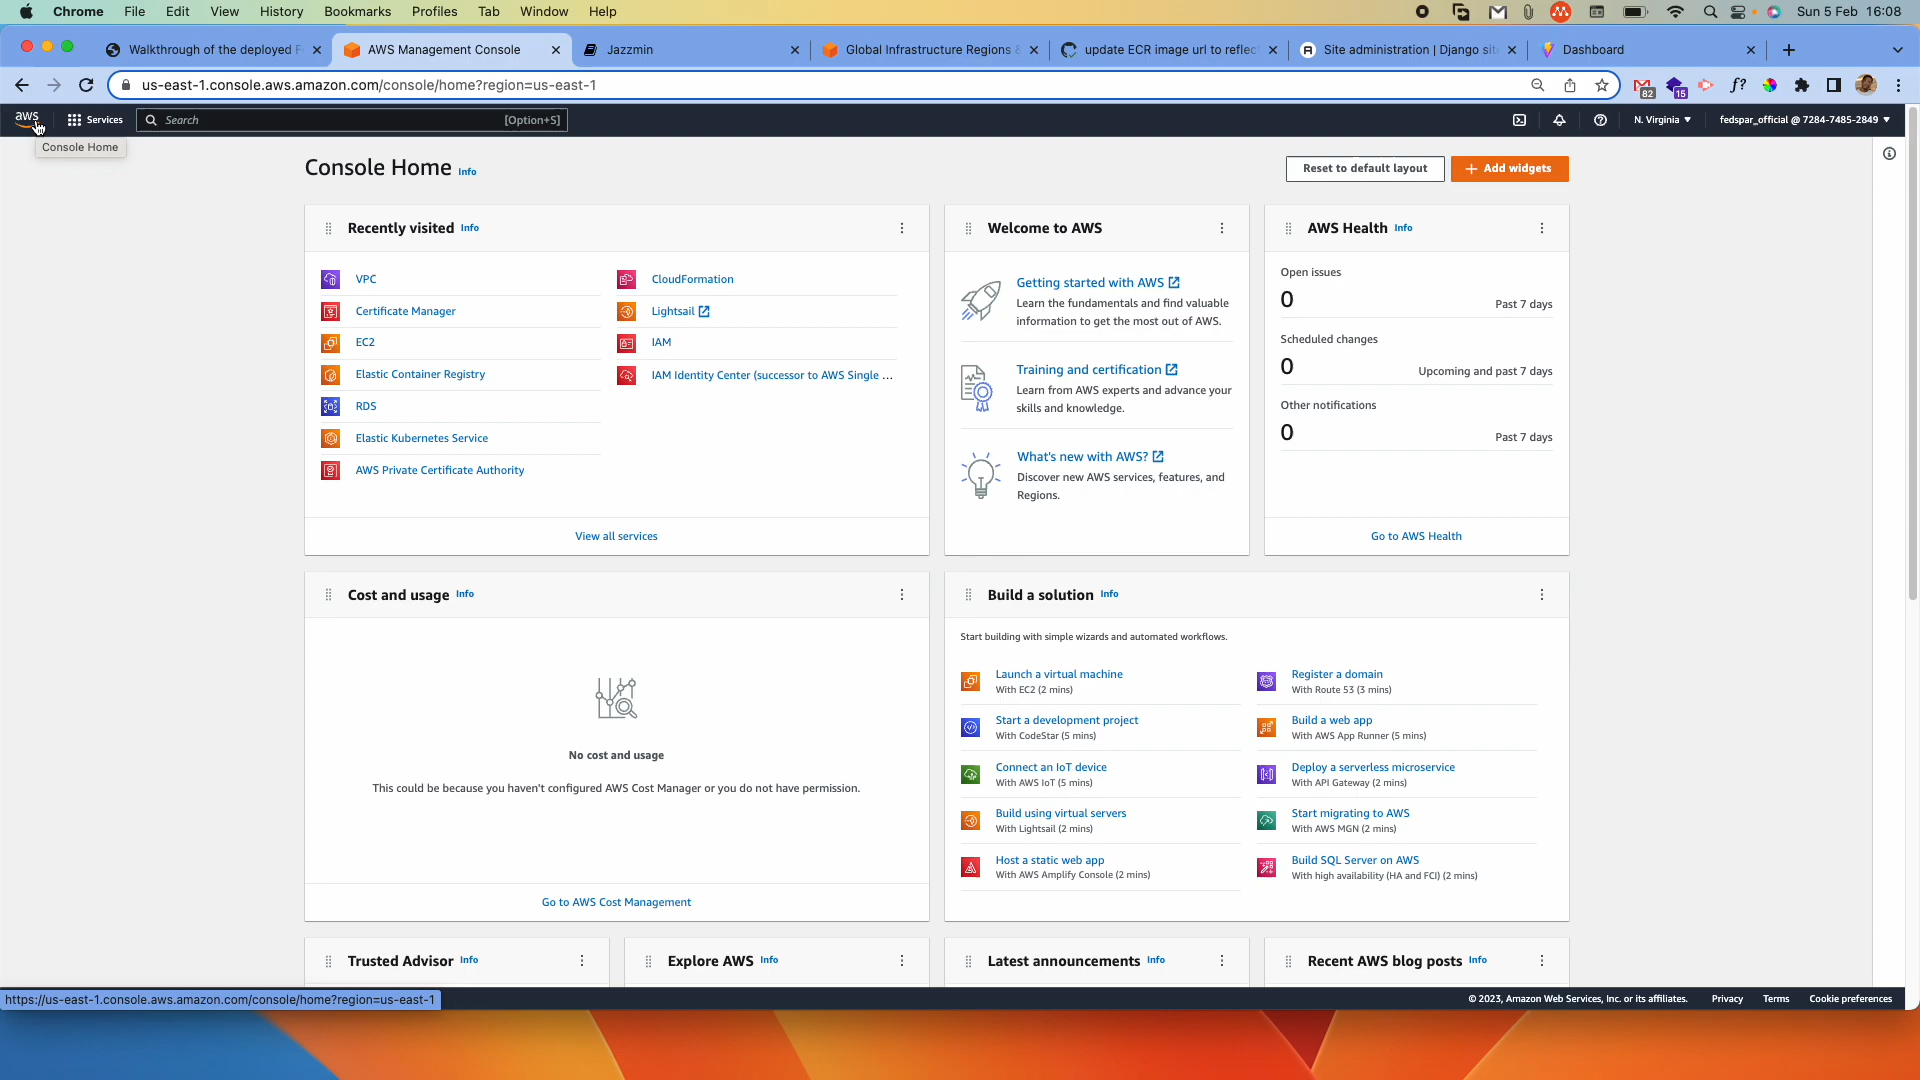 Chrome File Edit View History Bookmarks Profiles Tab Window Help Sun 5 Feb 16:08
Walkthrough of the deployed F AWS Management Console Jazzmin Global Infrastructure Regions & update ECR image url to reflec Site administration | Django sit Dashboard
us-east-1.console.aws.amazon.com/console/home?region=us-east-1 82 15 f?
aws Services Search [Option+S] N. Virginia fedspar_official @ 7284-7485-2849
Console Home
Console Home Info Reset to default layout Add widgets
Recently visited Info
VPC
Certificate Manager
EC2
Elastic Container Registry
RDS
Elastic Kubernetes Service
AWS Private Certificate Authority
CloudFormation
Lightsail
IAM
IAM Identity Center (successor to AWS Single ...
View all services
Welcome to AWS
Getting started with AWS
Learn the fundamentals and find valuable
information to get the most out of AWS.
Training and certification
Learn from AWS experts and advance your
skills and knowledge.
What's new with AWS?
Discover new AWS services, features, and
Regions.
AWS Health Info
Open issues
0 Past 7 days
Scheduled changes
0 Upcoming and past 7 days
Other notifications
0 Past 7 days
Go to AWS Health
Cost and usage Info
No cost and usage
This could be because you haven't configured AWS Cost Manager or you do not have permission.
Go to AWS Cost Management
Build a solution Info
Start building with simple wizards and automated workflows.
Launch a virtual machine
With EC2 (2 mins)
Start a development project
With CodeStar (5 mins)
Connect an IoT device
With AWS IoT (5 mins)
Build using virtual servers
With Lightsail (2 mins)
Host a static web app
With AWS Amplify Console (2 mins)
Register a domain
With Route 53 (3 mins)
Build a web app
With AWS App Runner (5 mins)
Deploy a serverless microservice
With API Gateway (2 mins)
Start migrating to AWS
With AWS MGN (2 mins)
Build SQL Server on AWS
With high availability (HA and FCI) (2 mins)
Trusted Advisor Info
Explore AWS Info
Latest announcements Info
Recent AWS blog posts Info
https://us-east-1.console.aws.amazon.com/console/home?region=us-east-1
© 2023, Amazon Web Services, Inc. or its affiliates. Privacy Terms Cookie preferences